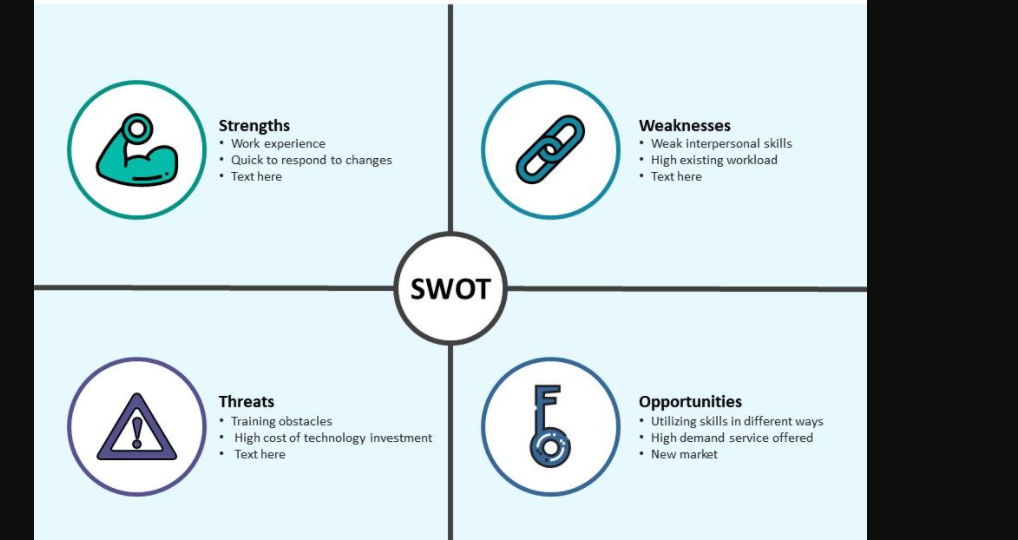 Strengths
• Work experience
• Quick to respond to changes
• Text here
Weaknesses
• Weak interpersonal skills
• High existing workload
• Text here
SWOT
Threats
• Training obstacles
• High cost of technology investment
• Text here
Opportunities
• Utilizing skills in different ways
• High demand service offered
• New market